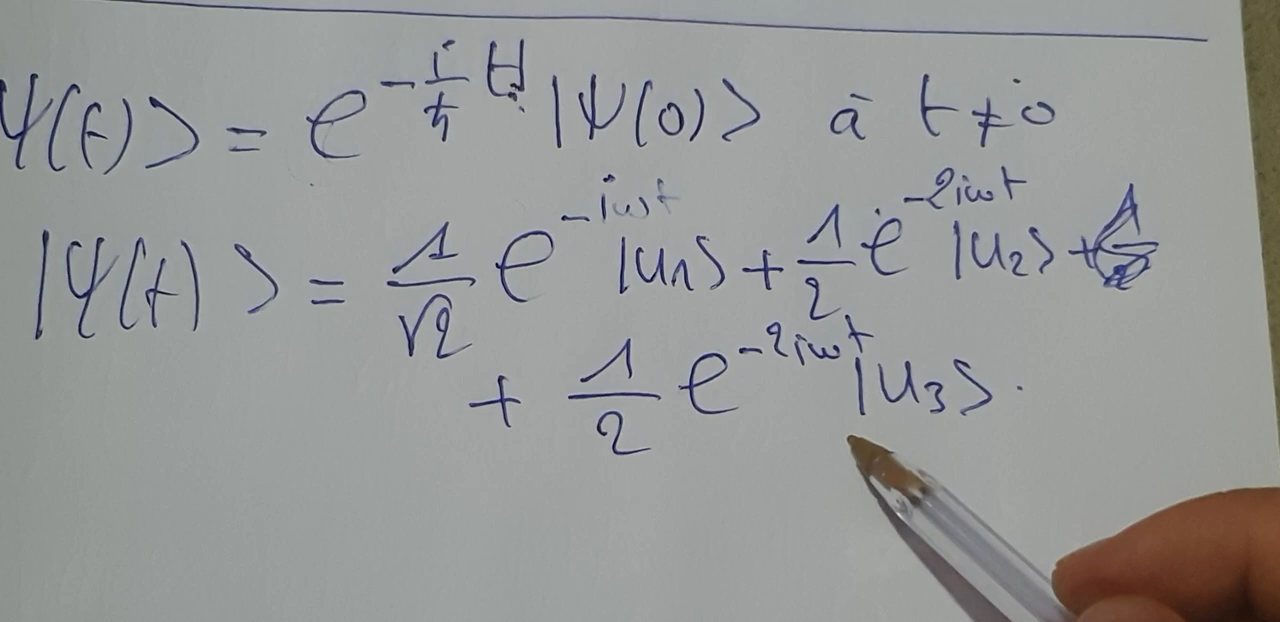 ψ(t)> = e^{-i/ħ H} |ψ(0)> à t ≠ 0
|ψ(t)> = 1/√2 e^{-iωt} |u1> + 1/2 e^{-2iωt} |u2> +
+ 1/2 e^{-2iωt} |u3>.